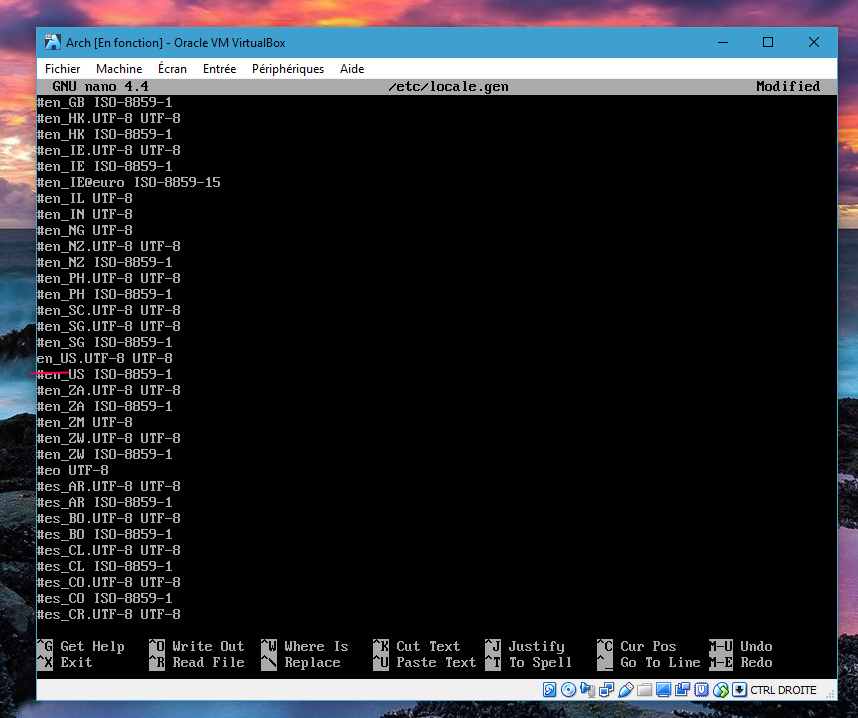 Arch [En fonction] - Oracle VM VirtualBox
Fichier Machine Écran Entrée Périphériques Aide
GNU nano 4.4 /etc/locale.gen Modified
#en_GB ISO-8859-1
#en_HK.UTF-8 UTF-8
#en_HK ISO-8859-1
#en_IE.UTF-8 UTF-8
#en_IE ISO-8859-1
#en_IE@euro ISO-8859-15
#en_IL UTF-8
#en_IN UTF-8
#en_NG UTF-8
#en_NZ.UTF-8 UTF-8
#en_NZ ISO-8859-1
#en_PH.UTF-8 UTF-8
#en_PH ISO-8859-1
#en_SC.UTF-8 UTF-8
#en_SG.UTF-8 UTF-8
#en_SG ISO-8859-1
en_US.UTF-8 UTF-8
#en_US ISO-8859-1
#en_ZA.UTF-8 UTF-8
#en_ZA ISO-8859-1
#en_ZM UTF-8
#en_ZW.UTF-8 UTF-8
#en_ZW ISO-8859-1
#eo UTF-8
#es_AR.UTF-8 UTF-8
#es_AR ISO-8859-1
#es_BO.UTF-8 UTF-8
#es_BO ISO-8859-1
#es_CL.UTF-8 UTF-8
#es_CL ISO-8859-1
#es_CO.UTF-8 UTF-8
#es_CO ISO-8859-1
#es_CR.UTF-8 UTF-8
^G Get Help ^O Write Out ^W Where Is ^K Cut Text ^J Justify ^C Cur Pos M-U Undo
^X Exit ^R Read File ^\ Replace ^U Paste Text ^T To Spell ^_ Go To Line M-E Redo
CTRL DROITE